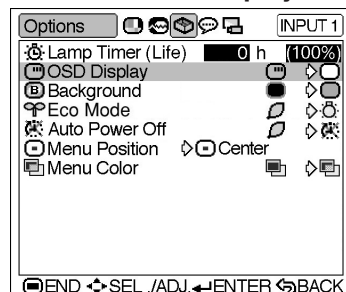 Options INPUT 1
Lamp Timer (Life) 0 h (100%)
OSD Display
B Background
Eco Mode
Auto Power Off
Menu Position Center
Menu Color
END SEL./ADJ. ENTER BACK